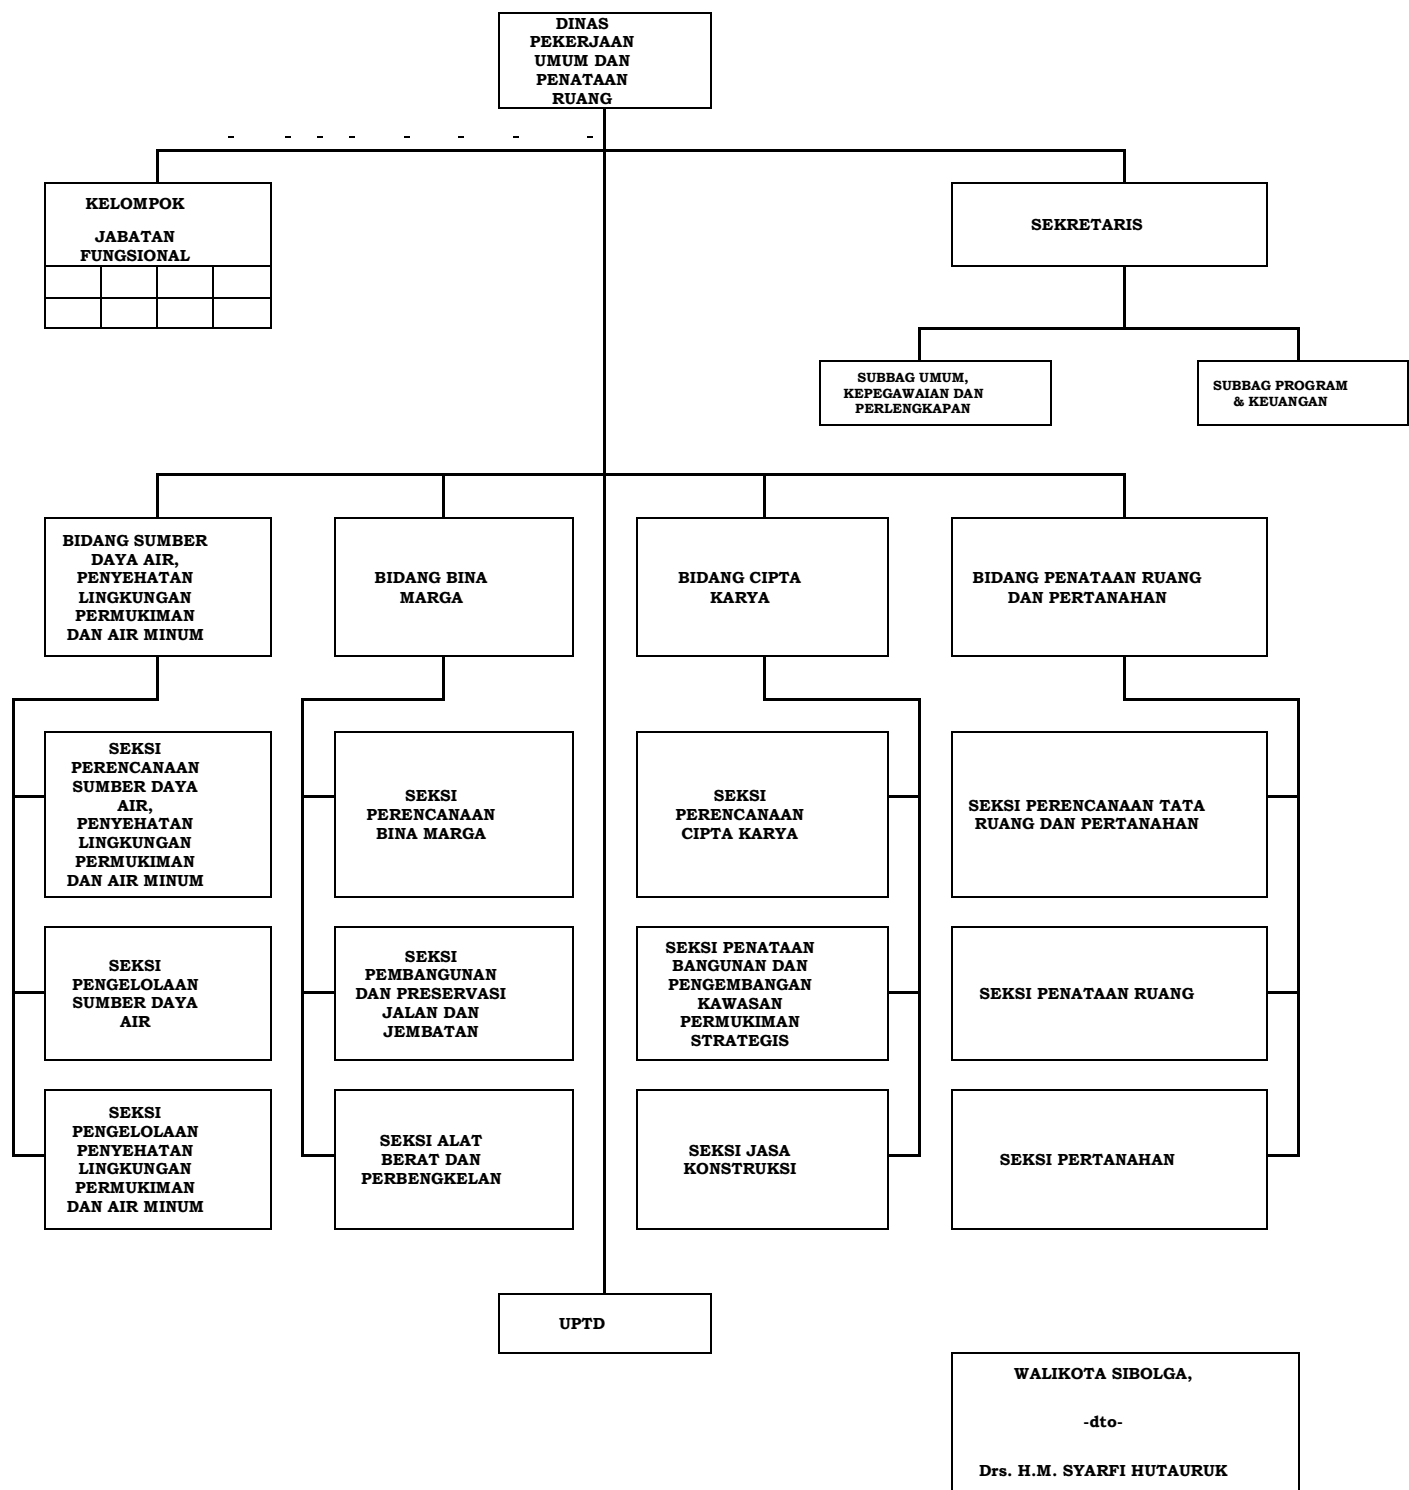 DINAS
PEKERJAAN
UMUM DAN
PENATAAN
RUANG
- - - - - - - -
KELOMPOK
JABATAN
FUNGSIONAL
SEKRETARIS
SUBBAG UMUM,
KEPEGAWAIAN DAN
PERLENGKAPAN
SUBBAG PROGRAM
& KEUANGAN
BIDANG SUMBER
DAYA AIR,
PENYEHATAN
LINGKUNGAN
PERMUKIMAN
DAN AIR MINUM
BIDANG BINA
MARGA
BIDANG CIPTA
KARYA
BIDANG PENATAAN RUANG
DAN PERTANAHAN
SEKSI
PERENCANAAN
SUMBER DAYA
AIR,
PENYEHATAN
LINGKUNGAN
PERMUKIMAN
DAN AIR MINUM
SEKSI
PERENCANAAN
BINA MARGA
SEKSI
PERENCANAAN
CIPTA KARYA
SEKSI PERENCANAAN TATA
RUANG DAN PERTANAHAN
SEKSI
PENGELOLAAN
SUMBER DAYA
AIR
SEKSI
PEMBANGUNAN
DAN PRESERVASI
JALAN DAN
JEMBATAN
SEKSI PENATAAN
BANGUNAN DAN
PENGEMBANGAN
KAWASAN
PERMUKIMAN
STRATEGIS
SEKSI PENATAAN RUANG
SEKSI
PENGELOLAAN
PENYEHATAN
LINGKUNGAN
PERMUKIMAN
DAN AIR MINUM
SEKSI ALAT
BERAT DAN
PERBENGKELAN
SEKSI JASA
KONSTRUKSI
SEKSI PERTANAHAN
UPTD
WALIKOTA SIBOLGA,
-dto-
Drs. H.M. SYARFI HUTAURUK